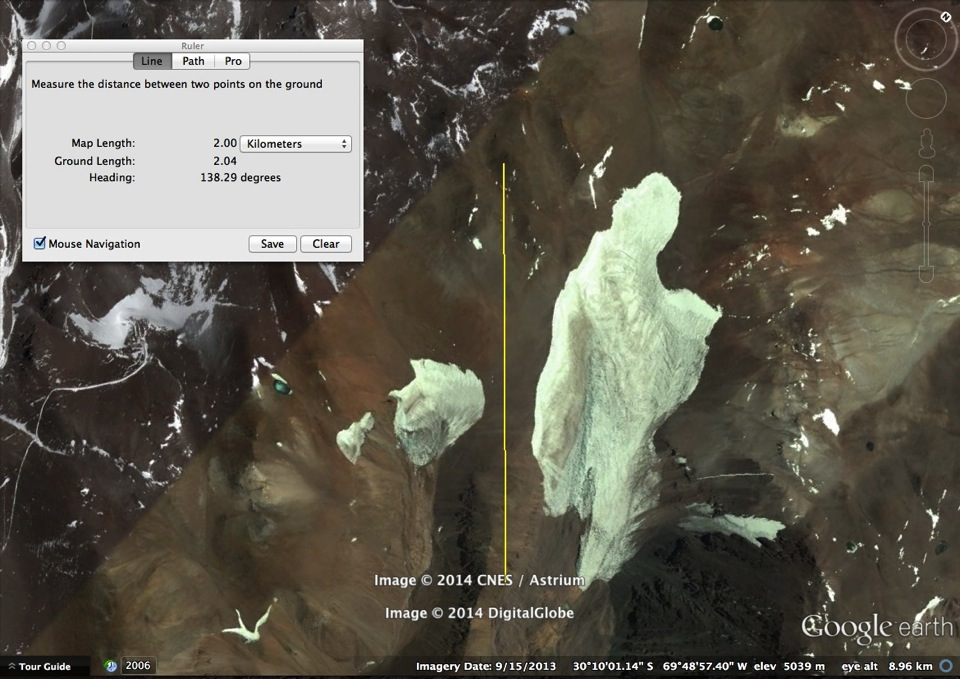 Ruler
Line Path Pro
Measure the distance between two points on the ground
Map Length: 2.00 Kilometers
Ground Length: 2.04
Heading: 138.29 degrees
Mouse Navigation Save Clear
N
Image © 2014 CNES / Astrium
Image © 2014 DigitalGlobe
Google earth
Tour Guide 2006 Imagery Date: 9/15/2013 30°10'01.14" S 69°48'57.40" W elev 5039 m eye alt 8.96 km